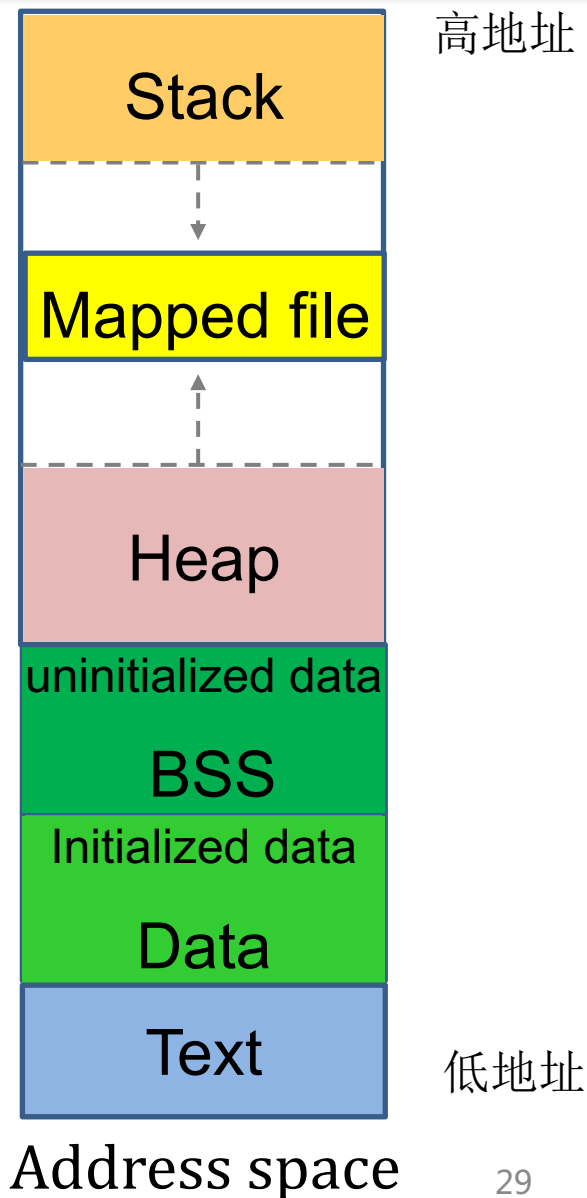 高地址
Stack
Mapped file
Heap
uninitialized data
BSS
Initialized data
Data
Text
低地址
Address space
29